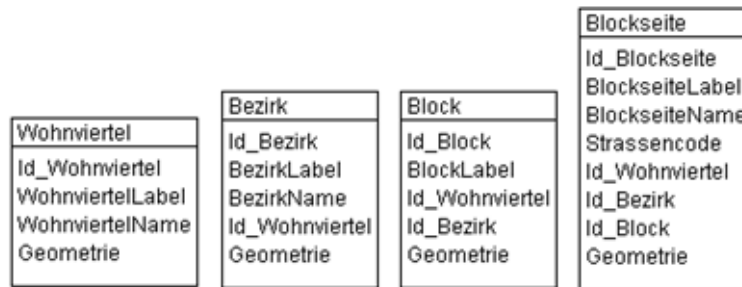 Wohnviertel
Id_Wohnviertel
WohnviertelLabel
WohnviertelName
Geometrie
Bezirk
Id_Bezirk
BezirkLabel
BezirkName
Id_Wohnviertel
Geometrie
Block
Id_Block
BlockLabel
Id_Wohnviertel
Id_Bezirk
Geometrie
Blockseite
Id_Blockseite
BlockseiteLabel
BlockseiteName
Strassencode
Id_Wohnviertel
Id_Bezirk
Id_Block
Geometrie